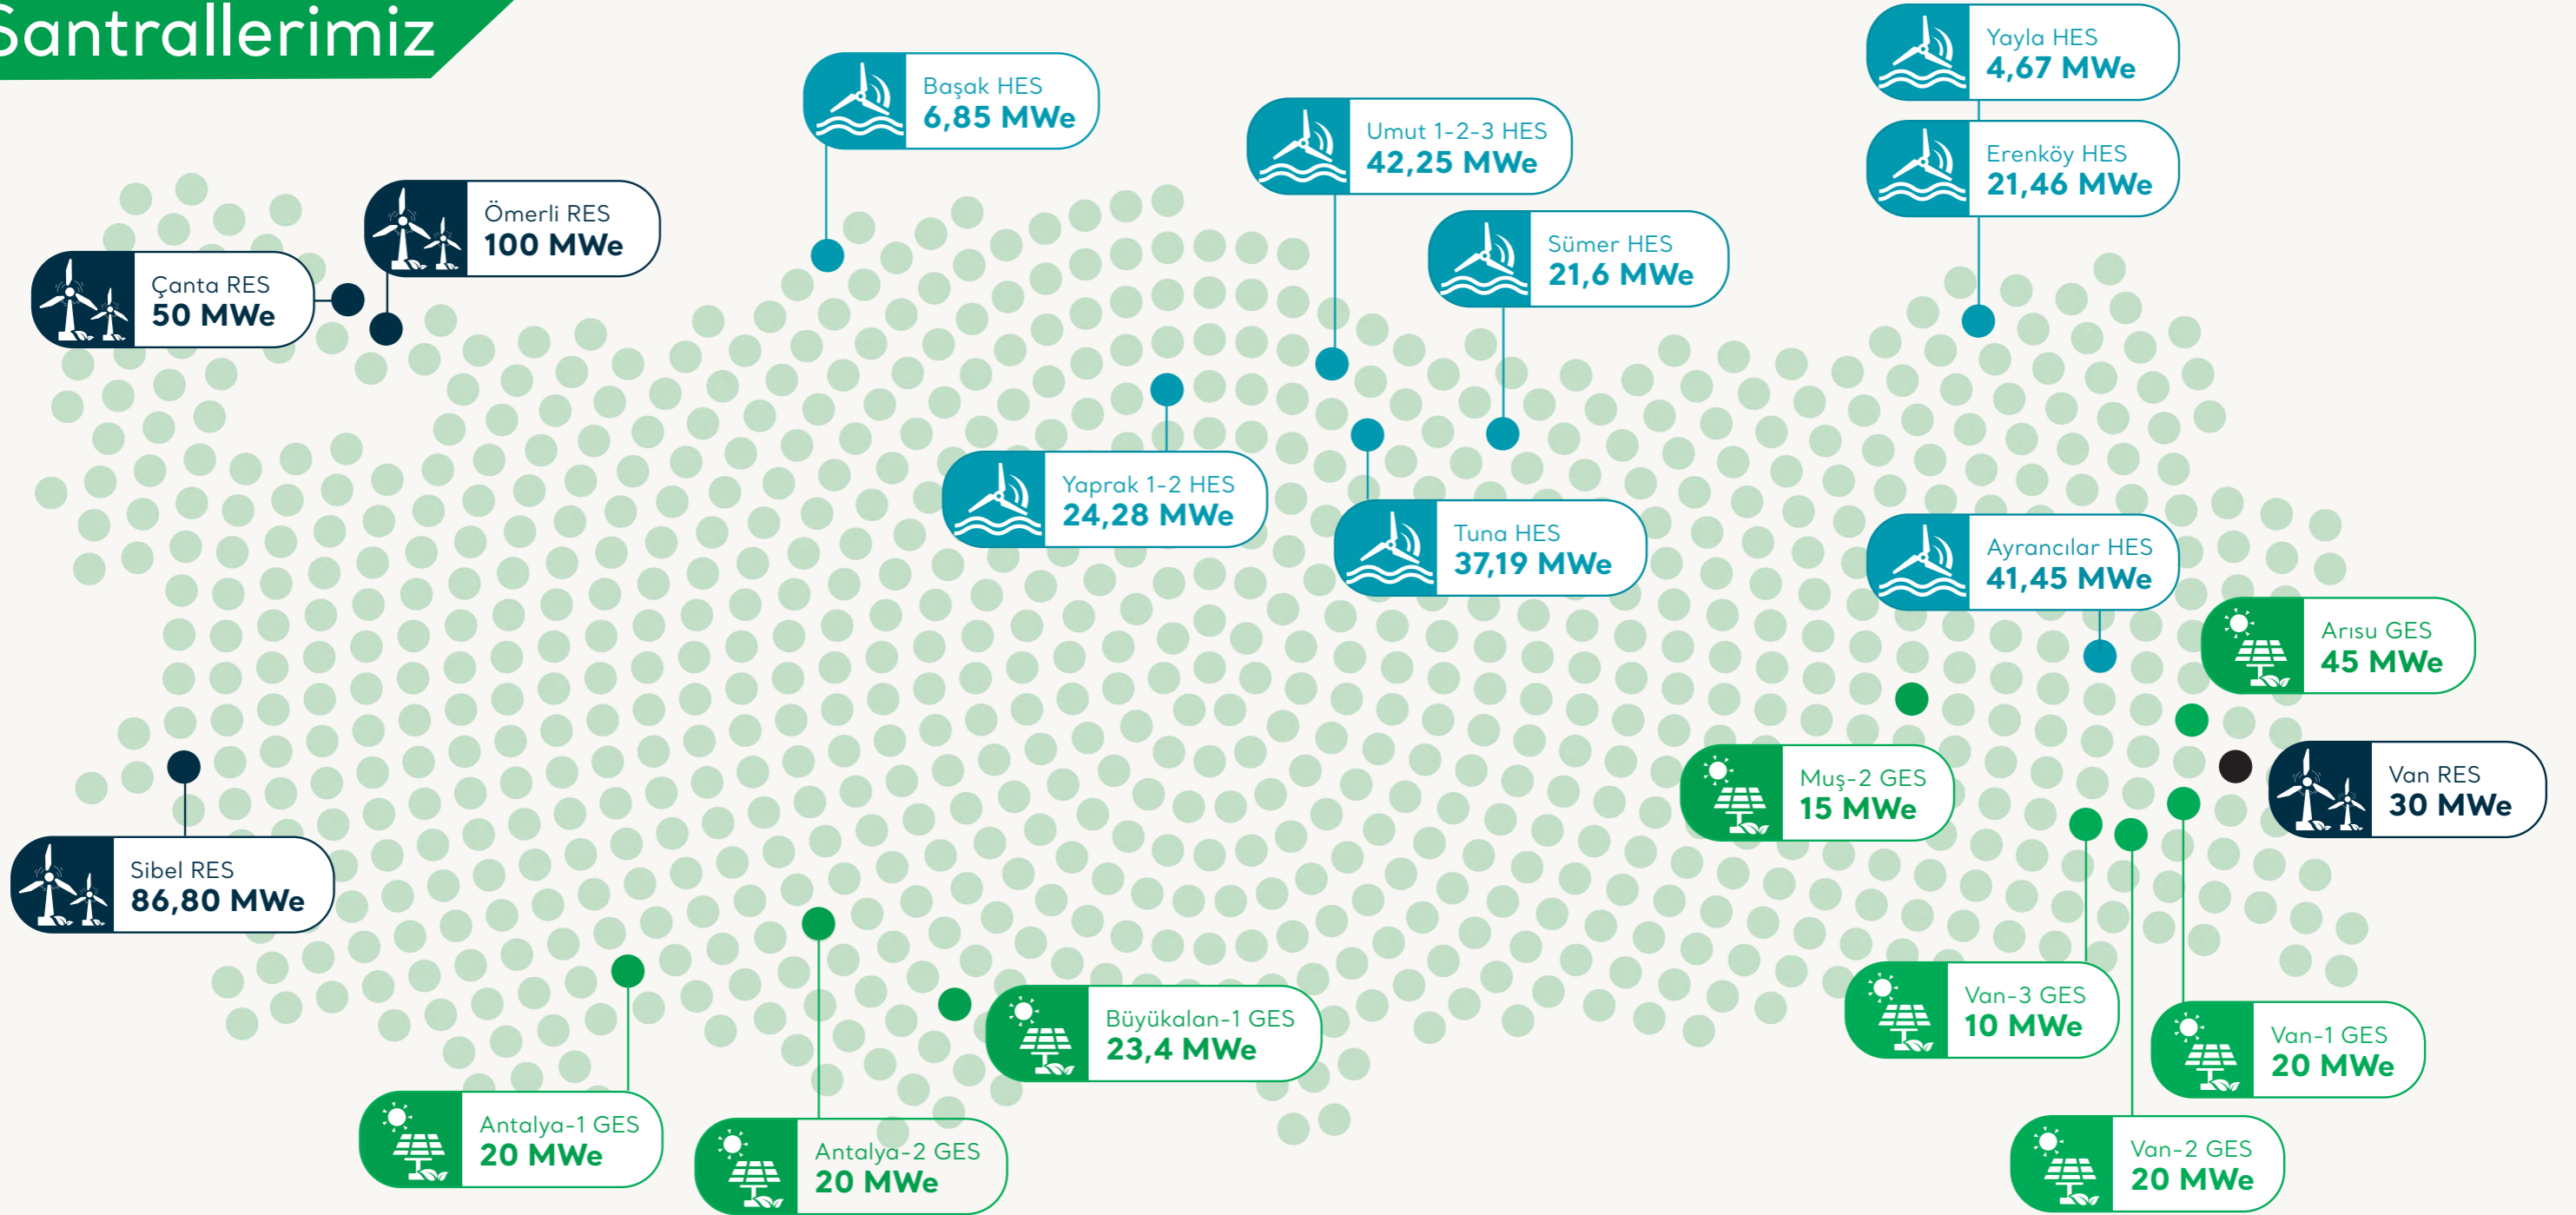 Santrallerimiz
Yayla HES
4,67 MWe
Başak HES
6,85 MWe
Umut 1-2-3 HES
42,25 MWe
Erenköy HES
21,46 MWe
Ömerli RES
100 MWe
Sümer HES
21,6 MWe
Çanta RES
50 MWe
Yaprak 1-2 HES
24,28 MWe
Tuna HES
37,19 MWe
Ayrancılar HES
41,45 MWe
Arısu GES
45 MWe
Muş-2 GES
15 MWe
Van RES
30 MWe
Sibel RES
86,80 MWe
Büyükalan-1 GES
23,4 MWe
Van-3 GES
10 MWe
Van-1 GES
20 MWe
Antalya-1 GES
20 MWe
Antalya-2 GES
20 MWe
Van-2 GES
20 MWe